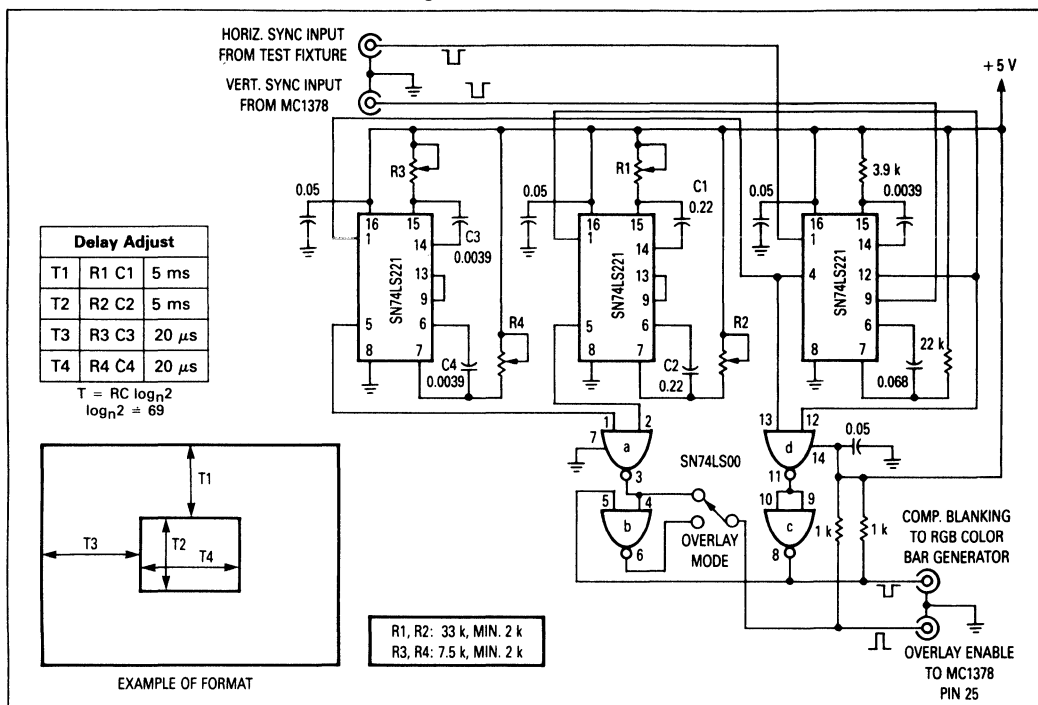 HORIZ. SYNC INPUT
FROM TEST FIXTURE
VERT. SYNC INPUT
FROM MC1378
+5 V
R3
R1
3.9 k
0.05
0.05
C1
0.22
0.05
0.0039
16 15
1
14
13
9
5
6
8 7
SN74LS221
C3
0.0039
R4
C4
0.0039
16 15
1
14
13
9
5
6
8 7
SN74LS221
R2
C2
0.22
16 15
1
14
4
12
9
6
8 7
SN74LS221
22 k
0.068
Delay Adjust
T1 R1 C1 5 ms
T2 R2 C2 5 ms
T3 R3 C3 20 μs
T4 R4 C4 20 μs
T = RC logn2
logn2 ≐ 69
1 2
7
a
3
SN74LS00
13 12
d
14
11
0.05
5 4
b
6
OVERLAY
MODE
10 9
c
8
1 k
1 k
COMP. BLANKING
TO RGB COLOR
BAR GENERATOR
OVERLAY ENABLE
TO MC1378
PIN 25
T1
T3
T2
T4
EXAMPLE OF FORMAT
R1, R2: 33 k, MIN. 2 k
R3, R4: 7.5 k, MIN. 2 k